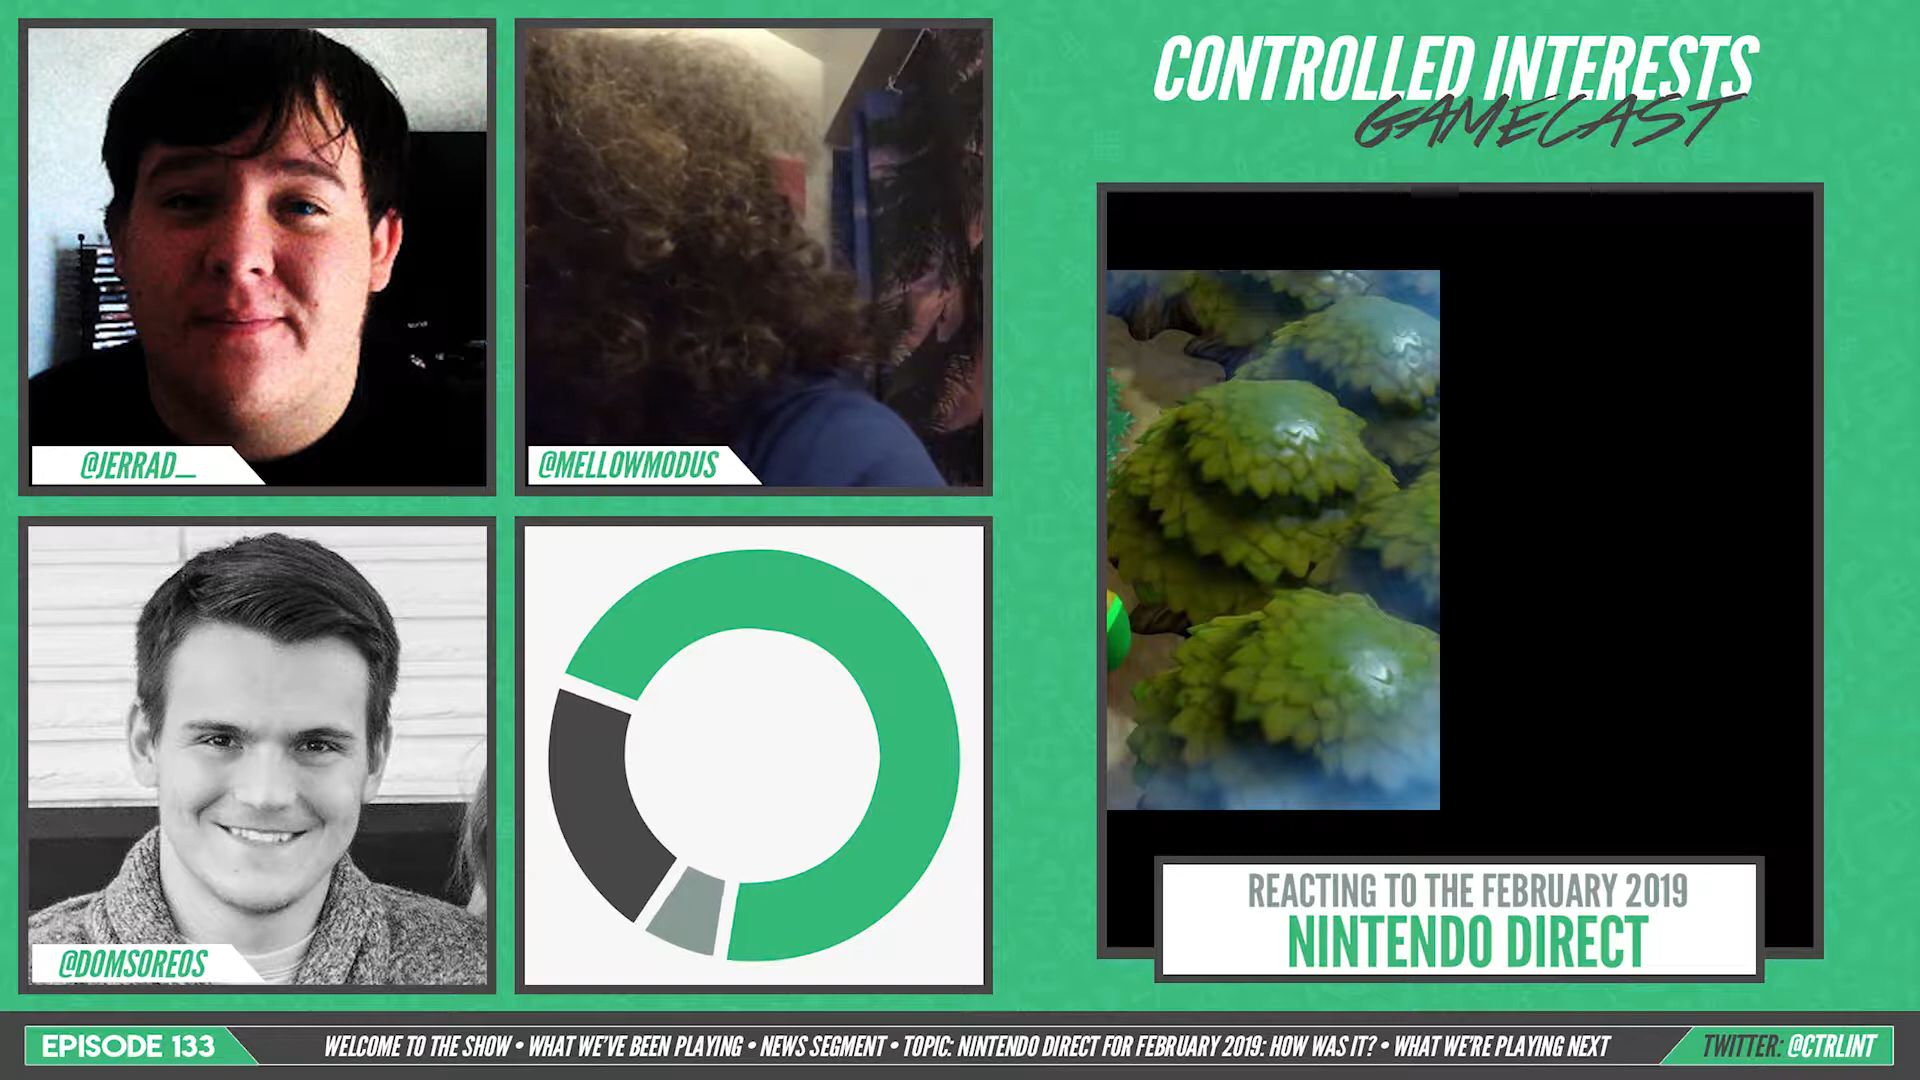 CONTROLLED INTERESTS
GAMECAST
@JERRAD_
@MELLOWMODUS
@DOMSOREOS
REACTING TO THE FEBRUARY 2019
NINTENDO DIRECT
EPISODE 133
WELCOME TO THE SHOW • WHAT WE'VE BEEN PLAYING • NEWS SEGMENT • TOPIC: NINTENDO DIRECT FOR FEBRUARY 2019: HOW WAS IT? • WHAT WE'RE PLAYING NEXT
TWITTER: @CTRLINT